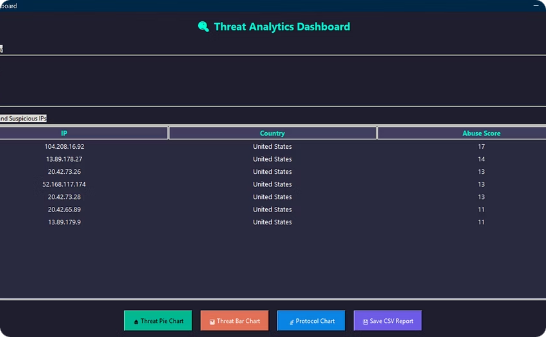 board
Threat Analytics Dashboard
nd Suspicious IPs
IP Country Abuse Score
104.208.16.92 United States 17
13.89.178.27 United States 14
20.42.73.26 United States 13
52.168.117.174 United States 13
20.42.73.28 United States 13
20.42.65.89 United States 11
13.89.179.9 United States 11
Threat Pie Chart Threat Bar Chart Protocol Chart Save CSV Report